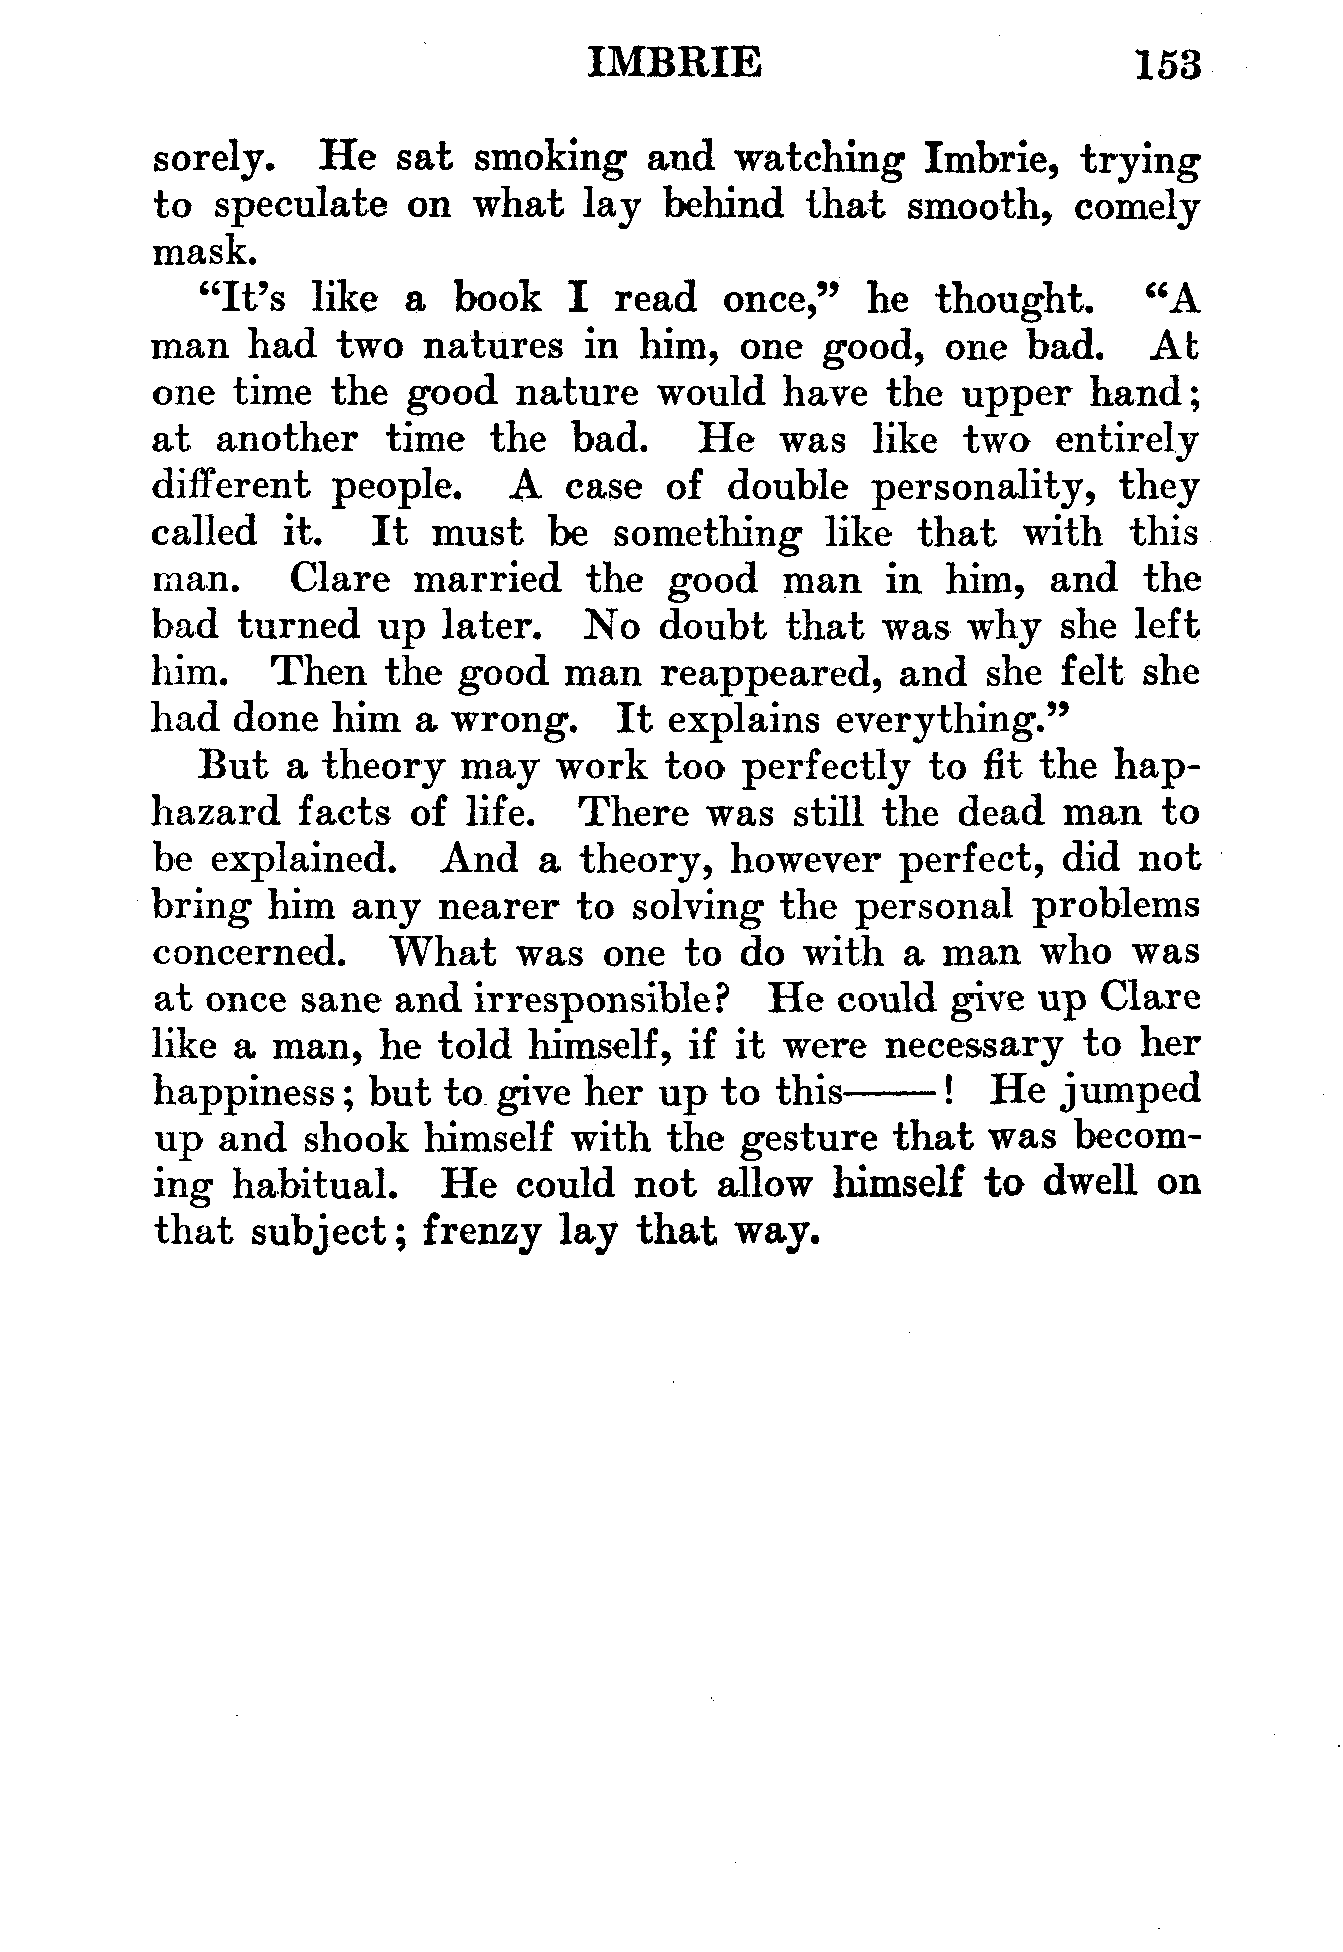 IMBRIE 153
sorely. He sat smoking and watching Imbrie, trying
to speculate on what lay behind that smooth, comely
mask.
“It’s like a book I read once,” he thought. “A
man had two natures in him, one good, one bad. At
one time the good nature would have the upper hand;
at another time the bad. He was like two entirely
different people. A case of double personality, they
called it. It must be something like that with this
man. Clare married the good man in him, and the
bad turned up later. No doubt that was why she left
him. Then the good man reappeared, and she felt she
had done him a wrong. It explains everything.”
But a theory may work too perfectly to fit the hap-
hazard facts of life. There was still the dead man to
be explained. And a theory, however perfect, did not
bring him any nearer to solving the personal problems
concerned. What was one to do with a man who was
at once sane and irresponsible? He could give up Clare
like a man, he told himself, if it were necessary to her
happiness; but to give her up to this——! He jumped
up and shook himself with the gesture that was becom-
ing habitual. He could not allow himself to dwell on
that subject; frenzy lay that way.